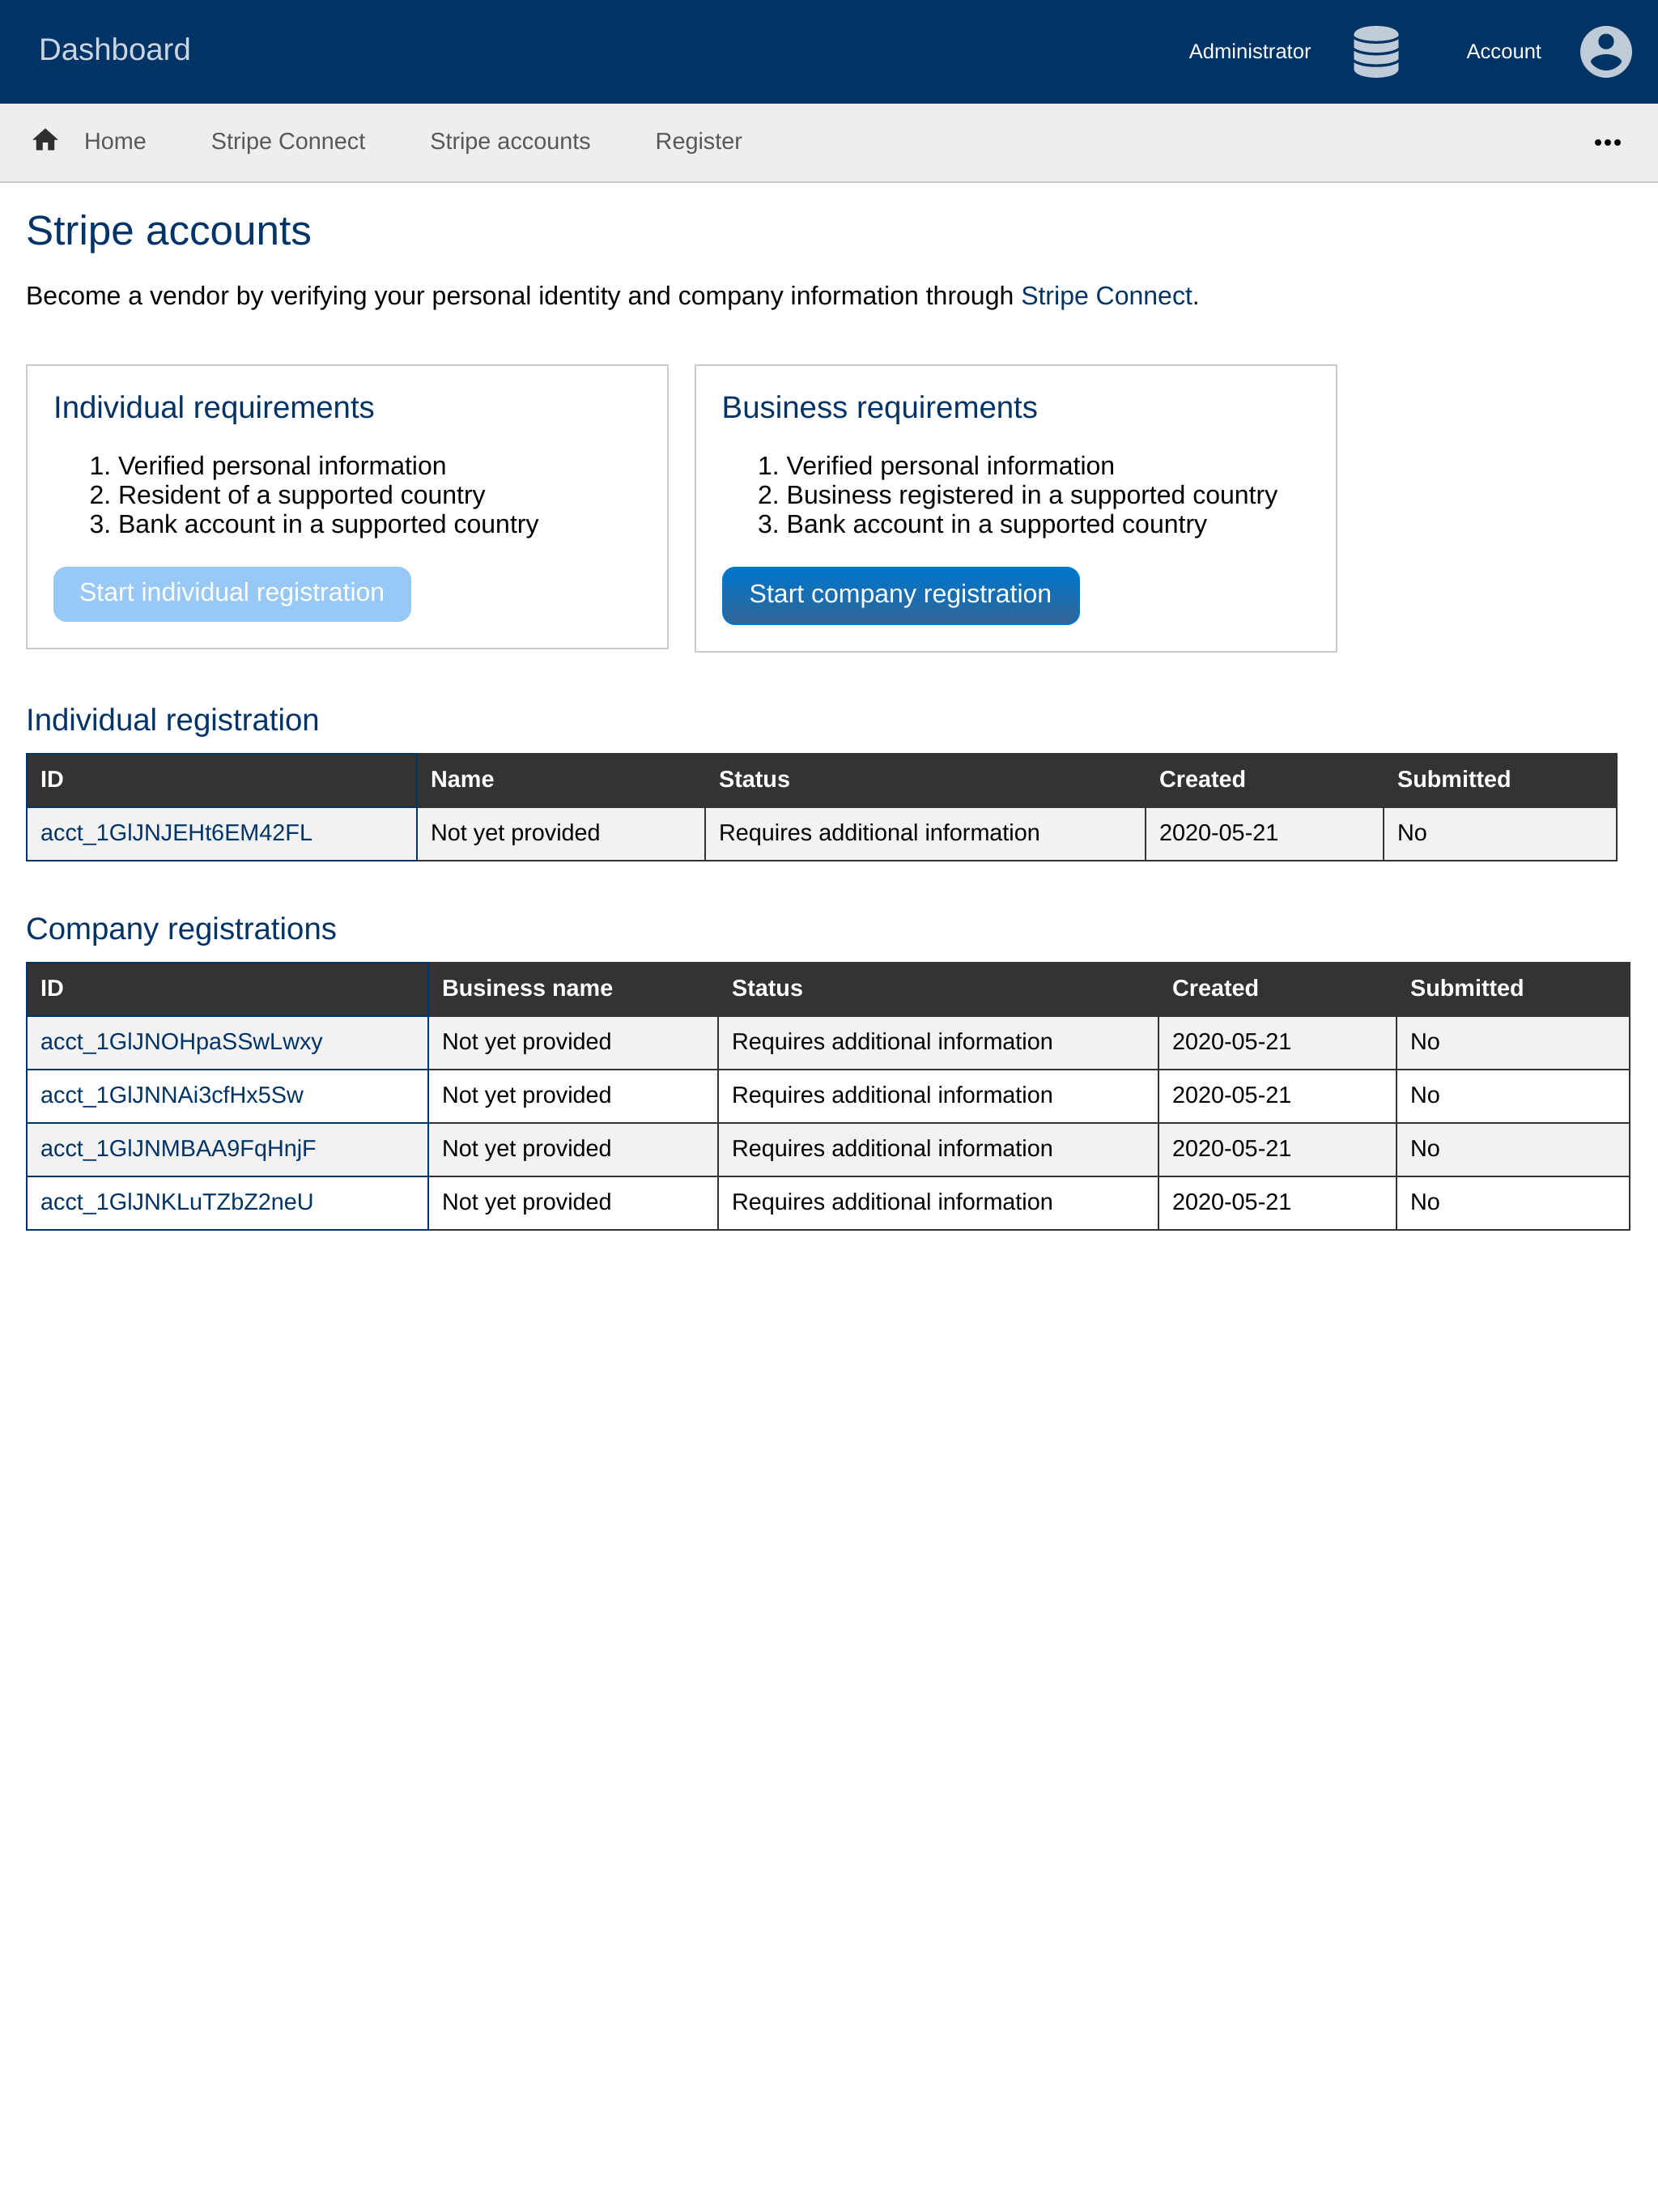 Dashboard
Administrator
Account
Home
Stripe Connect
Stripe accounts
Register
Stripe accounts
Become a vendor by verifying your personal identity and company information through Stripe Connect.
Individual requirements
1. Verified personal information
2. Resident of a supported country
3. Bank account in a supported country
Start individual registration
Business requirements
1. Verified personal information
2. Business registered in a supported country
3. Bank account in a supported country
Start company registration
Individual registration
ID Name Status Created Submitted
acct_1GlJNJEHt6EM42FL Not yet provided Requires additional information 2020-05-21 No
Company registrations
ID Business name Status Created Submitted
acct_1GlJNOHpaSSwLwxy Not yet provided Requires additional information 2020-05-21 No
acct_1GlJNNAi3cfHx5Sw Not yet provided Requires additional information 2020-05-21 No
acct_1GlJNMBAA9FqHnjF Not yet provided Requires additional information 2020-05-21 No
acct_1GlJNKLuTZbZ2neU Not yet provided Requires additional information 2020-05-21 No